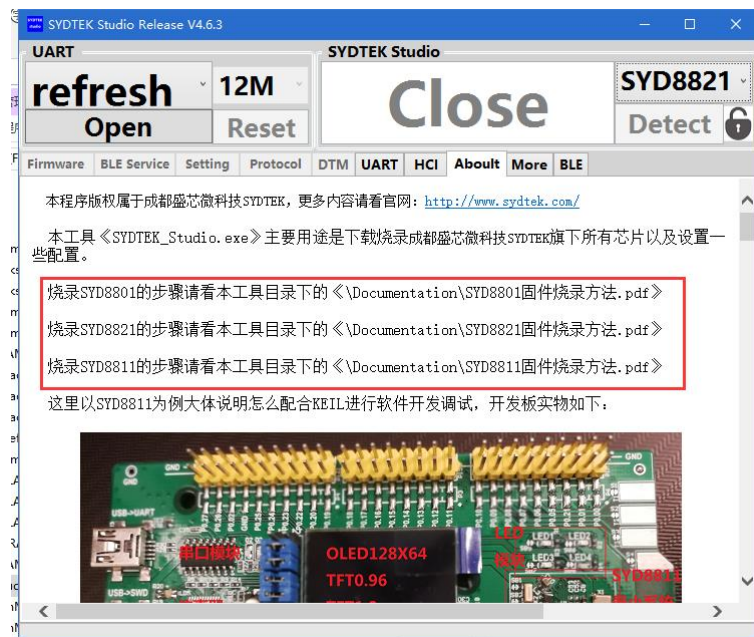 SYDTEK Studio Release V4.6.3
UART
SYDTEK Studio
refresh
12M
Close
SYD8821
Open
Reset
Detect
Firmware BLE Service Setting Protocol DTM UART HCI Aboult More BLE
本程序版权属于成都盛芯微科技SYDTEK，更多内容请看官网：http://www.sydtek.com/
本工具《SYDTEK_Studio.exe》主要用途是下载烧录成都盛芯微科技SYDTEK旗下所有芯片以及设置一
些配置。
烧录SYD8801的步骤请看本工具目录下的《\Documentation\SYD8801固件烧录方法.pdf》
烧录SYD8821的步骤请看本工具目录下的《\Documentation\SYD8821固件烧录方法.pdf》
烧录SYD8811的步骤请看本工具目录下的《\Documentation\SYD8811固件烧录方法.pdf》
这里以SYD8811为例大体说明怎么配合KEIL进行软件开发调试，开发板实物如下：
GND
GND
GND
USB->UART
串口模块
OLED128X64
TFT0.96
LED
LED1 LED2
LED3 LED4
USB->SWD